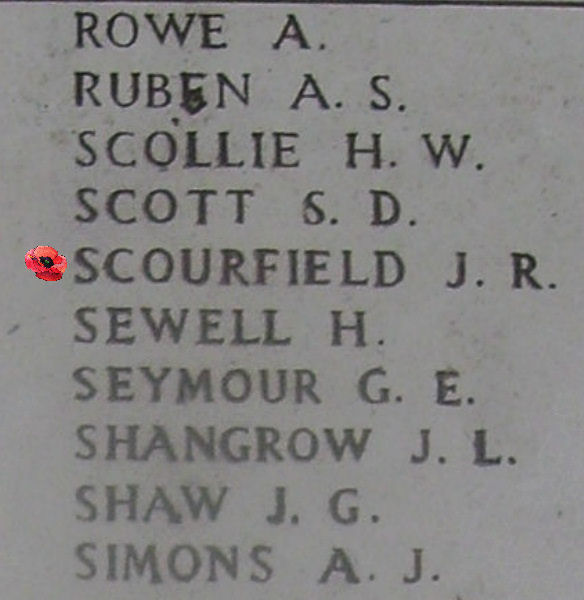 ROWE A.
RUBEN A. S.
SCOLLIE H. W.
SCOTT S. D.
SCOURFIELD J. R.
SEWELL H.
SEYMOUR G. E.
SHANGROW J. L.
SHAW J. G.
SIMONS A. J.